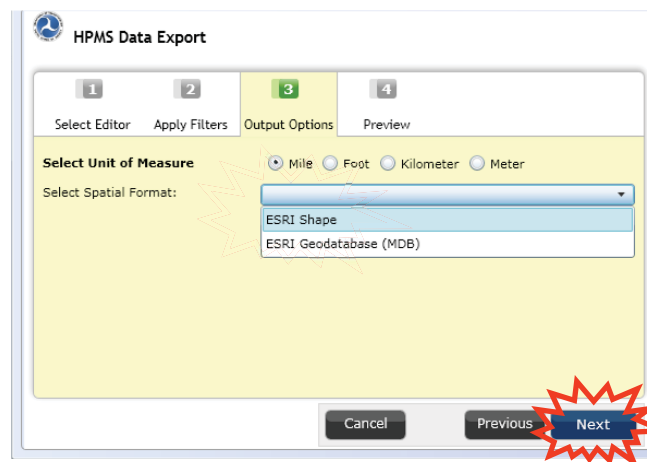 HPMS Data Export
1 2 3 4
Select Editor Apply Filters Output Options Preview
Select Unit of Measure Mile Foot Kilometer Meter
Select Spatial Format:
ESRI Shape
ESRI Geodatabase (MDB)
Cancel Previous Next